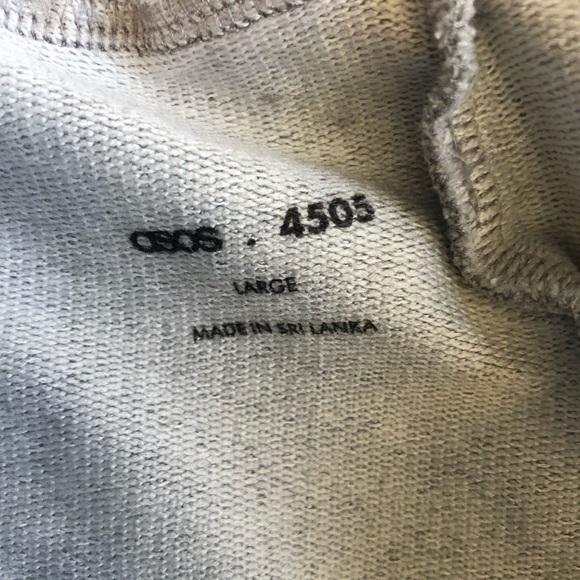 asos . 4505
LARGE
MADE IN SRI LANKA